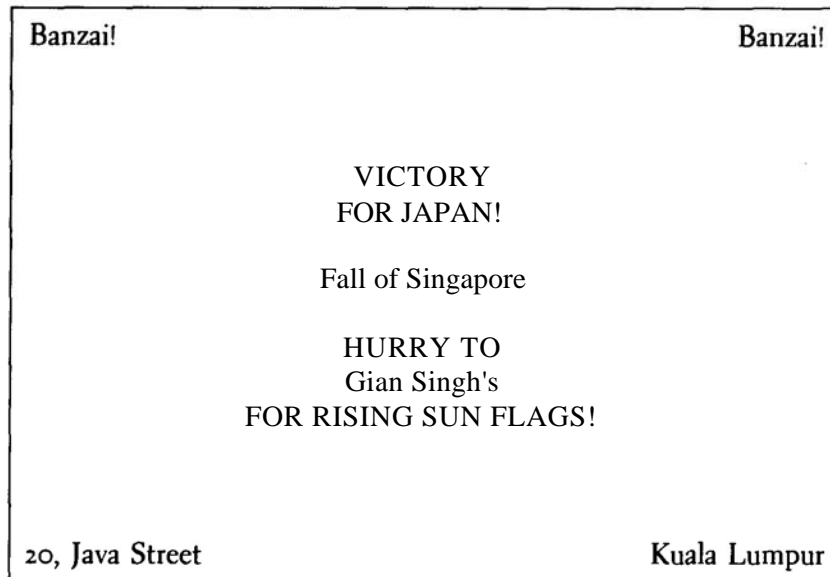 Banzai! Banzai!
VICTORY
FOR JAPAN!
Fall of Singapore
HURRY TO
Gian Singh's
FOR RISING SUN FLAGS!
20, Java Street Kuala Lumpur